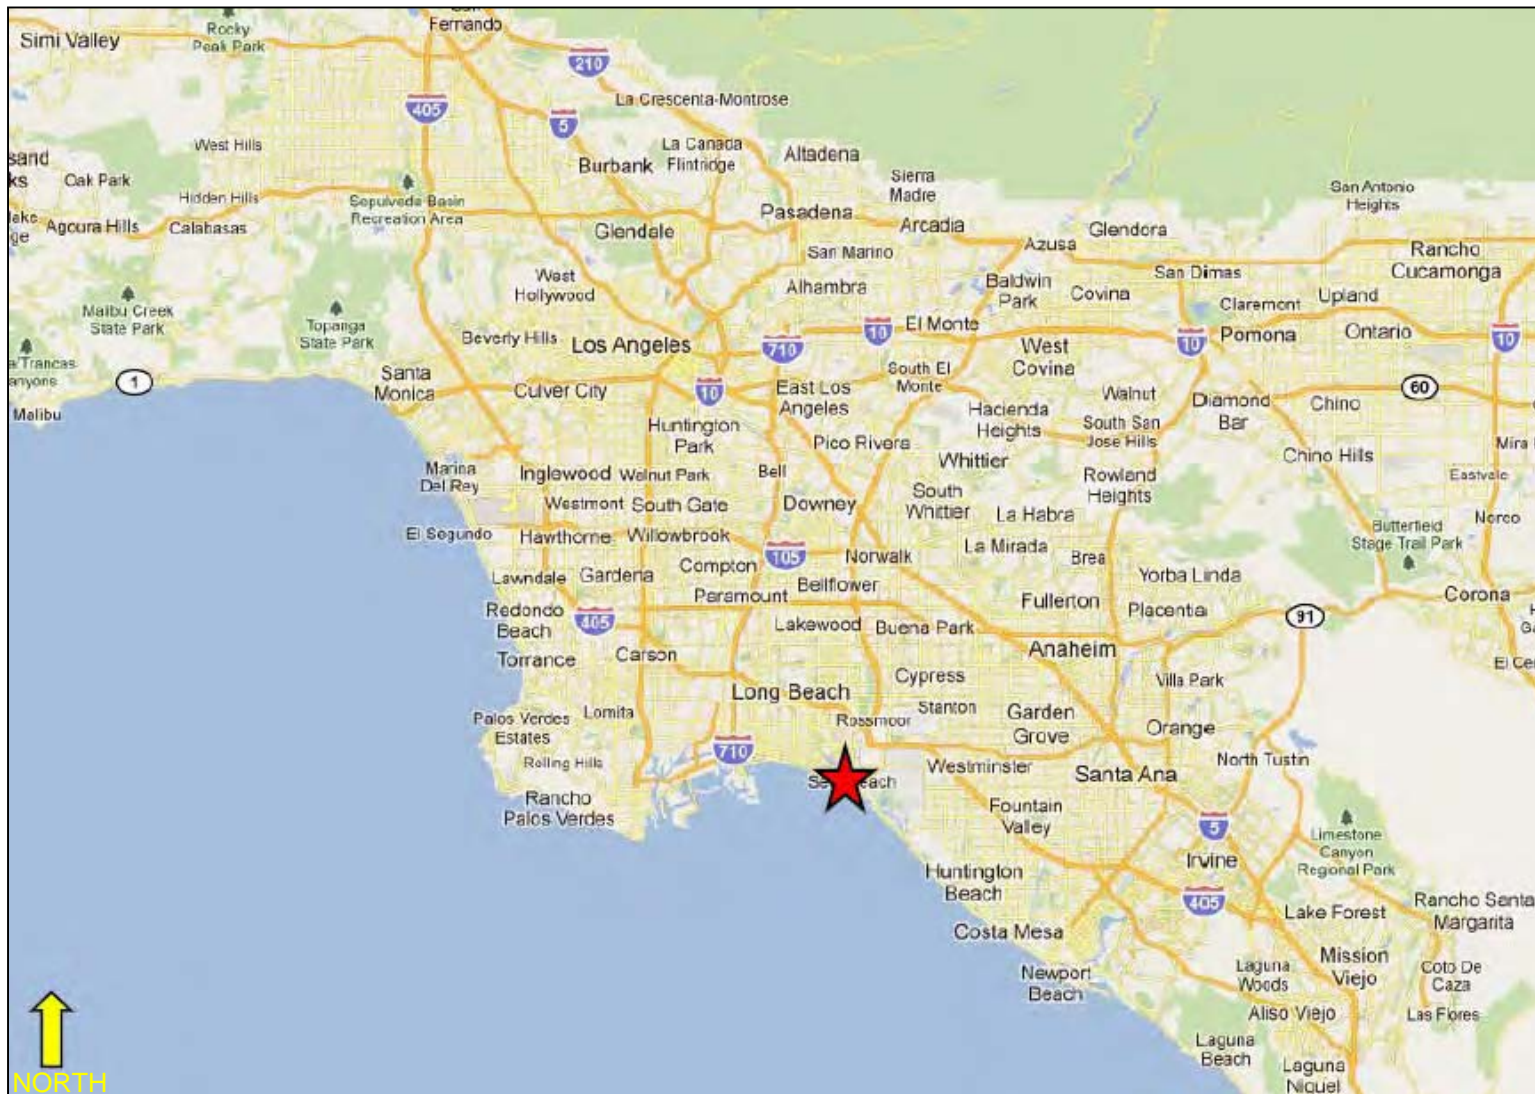 San
Fernando
Simi Valley
Rocky
Peak Park
210
La Crescenta-Montrose
405
5
West Hills
La Canada
Flintridge
Burbank
Altadena
Oak Park
Hidden Hills
Sepulveda Basin
Recreation Area
Sierra
Madre
San Antonio
Heights
Agoura Hills
Calabasas
Glendale
Pasadena
Arcadia
Glendora
Azusa
San Marino
Rancho
Cucamonga
West
Hollywood
Alhambra
Baldwin
Park
Covina
San Dimas
Claremont
Upland
Malibu Creek
State Park
Topanga
State Park
Beverly Hills
Los Angeles
710
10
El Monte
West
Covina
10
Pomona
Ontario
10
1
Malibu
Santa
Monica
Culver City
10
East Los
Angeles
South El
Monte
Walnut
Diamond
Bar
60
Chino
Huntington
Park
Pico Rivera
Hacienda
Heights
South San
Jose Hills
Chino Hills
Mira
Marina
Del Rey
Inglewood
Walnut Park
Bell
Whittier
Rowland
Heights
Eastvale
Westmont
South Gate
Downey
South
Whittier
La Habra
Norco
El Segundo
Hawthorne
Willowbrook
105
Norwalk
La Mirada
Brea
Butterfield
Stage Trail Park
Lawndale
Gardena
Compton
Bellflower
Yorba Linda
Paramount
Fullerton
Placentia
Corona
Redondo
Beach
405
Lakewood
Buena Park
91
Torrance
Carson
Anaheim
Long Beach
Cypress
Villa Park
El Ce
Palos Verdes
Estates
Lomita
Rossmoor
Stanton
Garden
Grove
Orange
Rolling Hills
710
Westminster
Santa Ana
North Tustin
Rancho
Palos Verdes
Fountain
Valley
5
Limestone
Canyon
Regional Park
Irvine
Huntington
Beach
405
Lake Forest
Rancho Santa
Margarita
Costa Mesa
Newport
Beach
Laguna
Woods
Mission
Viejo
Coto De
Caza
Aliso Viejo
Las Flores
Laguna
Beach
Laguna
Niguel
NORTH